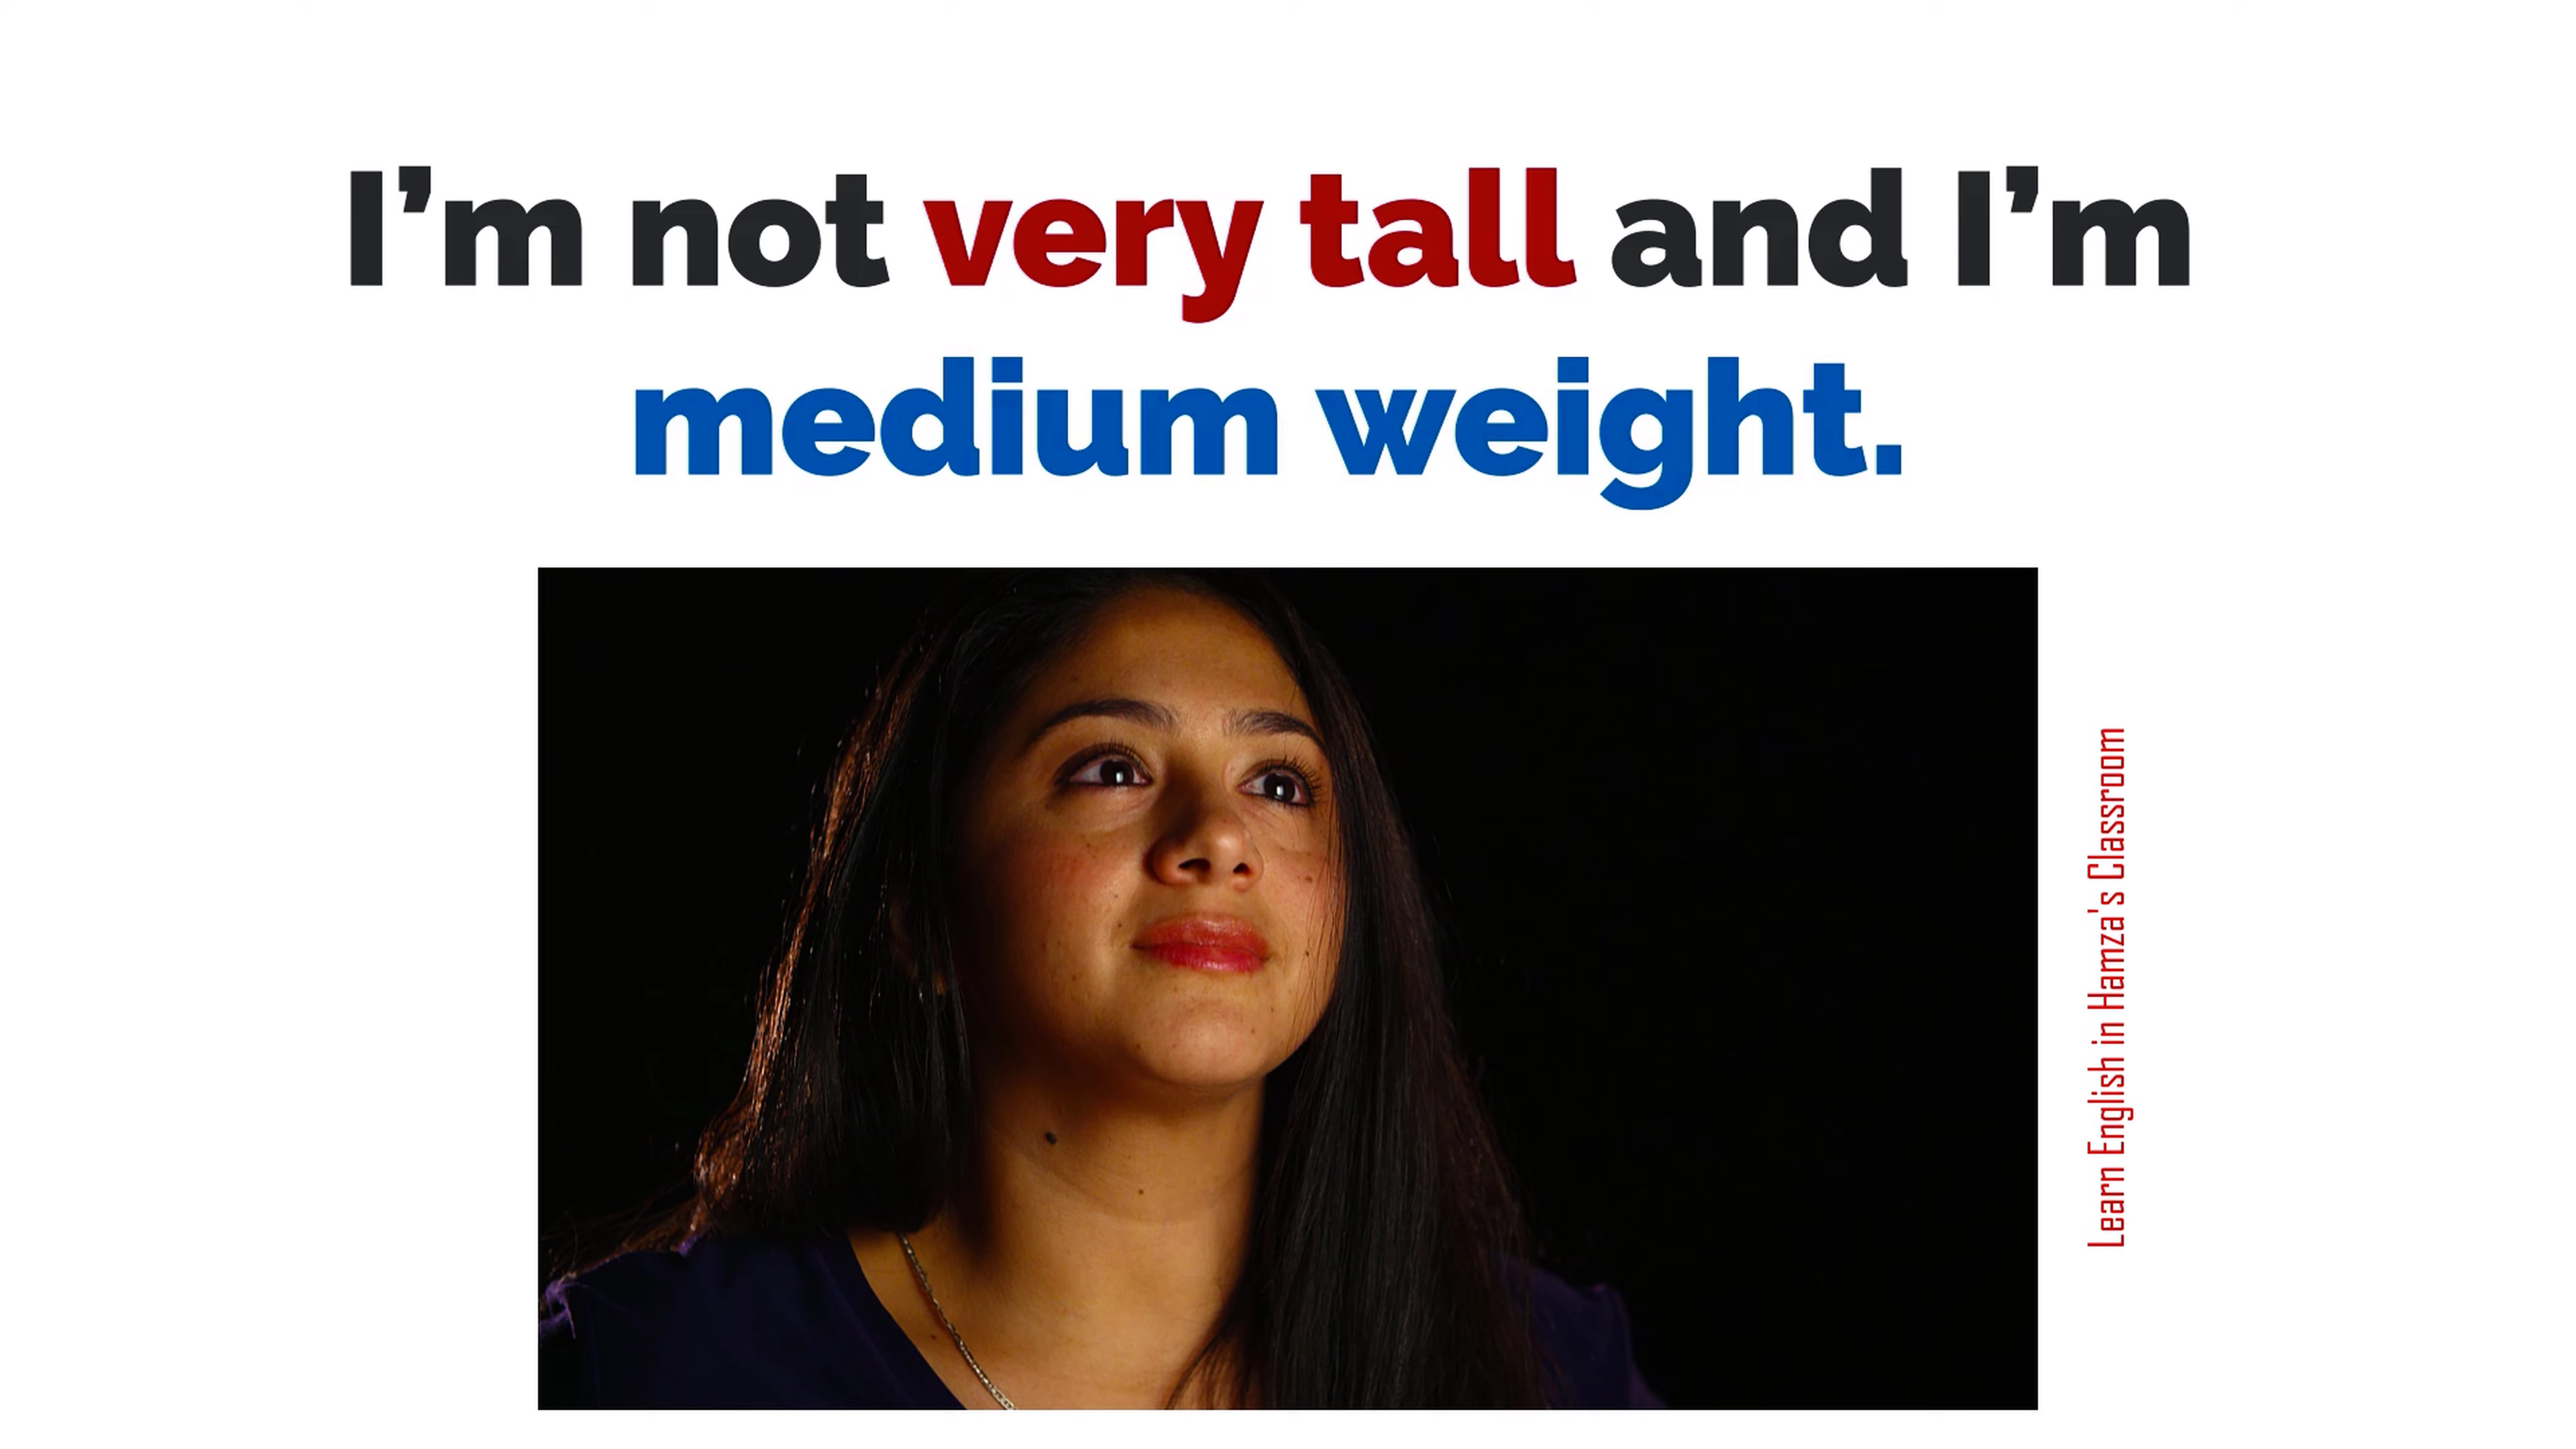 I’m not very tall and I’m
medium weight.
Learn English in Hamza's Classroom